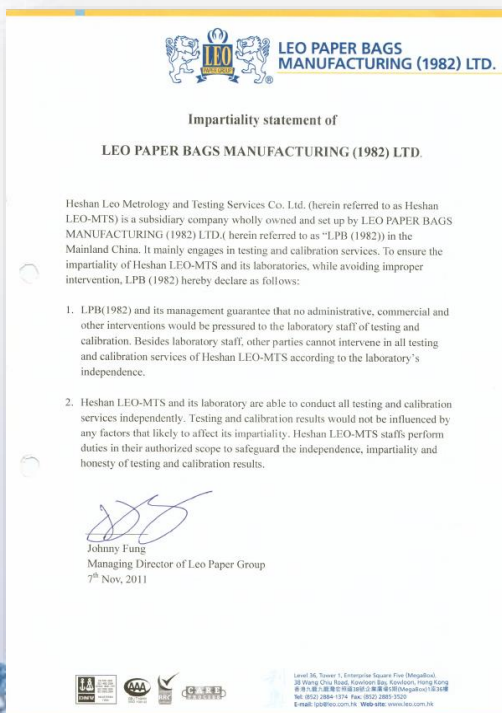 LEO
PAPER GROUP
LEO PAPER BAGS
MANUFACTURING (1982) LTD.
Impartiality statement of
LEO PAPER BAGS MANUFACTURING (1982) LTD.
Heshan Leo Metrology and Testing Services Co. Ltd. (herein referred to as Heshan
LEO-MTS) is a subsidiary company wholly owned and set up by LEO PAPER BAGS
MANUFACTURING (1982) LTD.( herein referred to as “LPB (1982)) in the
Mainland China. It mainly engages in testing and calibration services. To ensure the
impartiality of Heshan LEO-MTS and its laboratories, while avoiding improper
intervention, LPB (1982) hereby declare as follows:
1. LPB(1982) and its management guarantee that no administrative, commercial and
other interventions would be pressured to the laboratory staff of testing and
calibration. Besides laboratory staff, other parties cannot intervene in all testing
and calibration services of Heshan LEO-MTS according to the laboratory’s
independence.
2. Heshan LEO-MTS and its laboratory are able to conduct all testing and calibration
services independently. Testing and calibration results would not be influenced by
any factors that likely to affect its impartiality. Heshan LEO-MTS staffs perform
duties in their authorized scope to safeguard the independence, impartiality and
honesty of testing and calibration results.
Johnny Fung
Managing Director of Leo Paper Group
7th Nov, 2011
Level 36, Tower 1, Enterprise Square Five (MegaBox),
38 Wang Chiu Road, Kowloon Bay, Kowloon, Hong Kong
Tel: (852) 2884-1374 Fax: (852) 2885-3520
E-mail: lpb@leo.com.hk Web-site: www.leo.com.hk